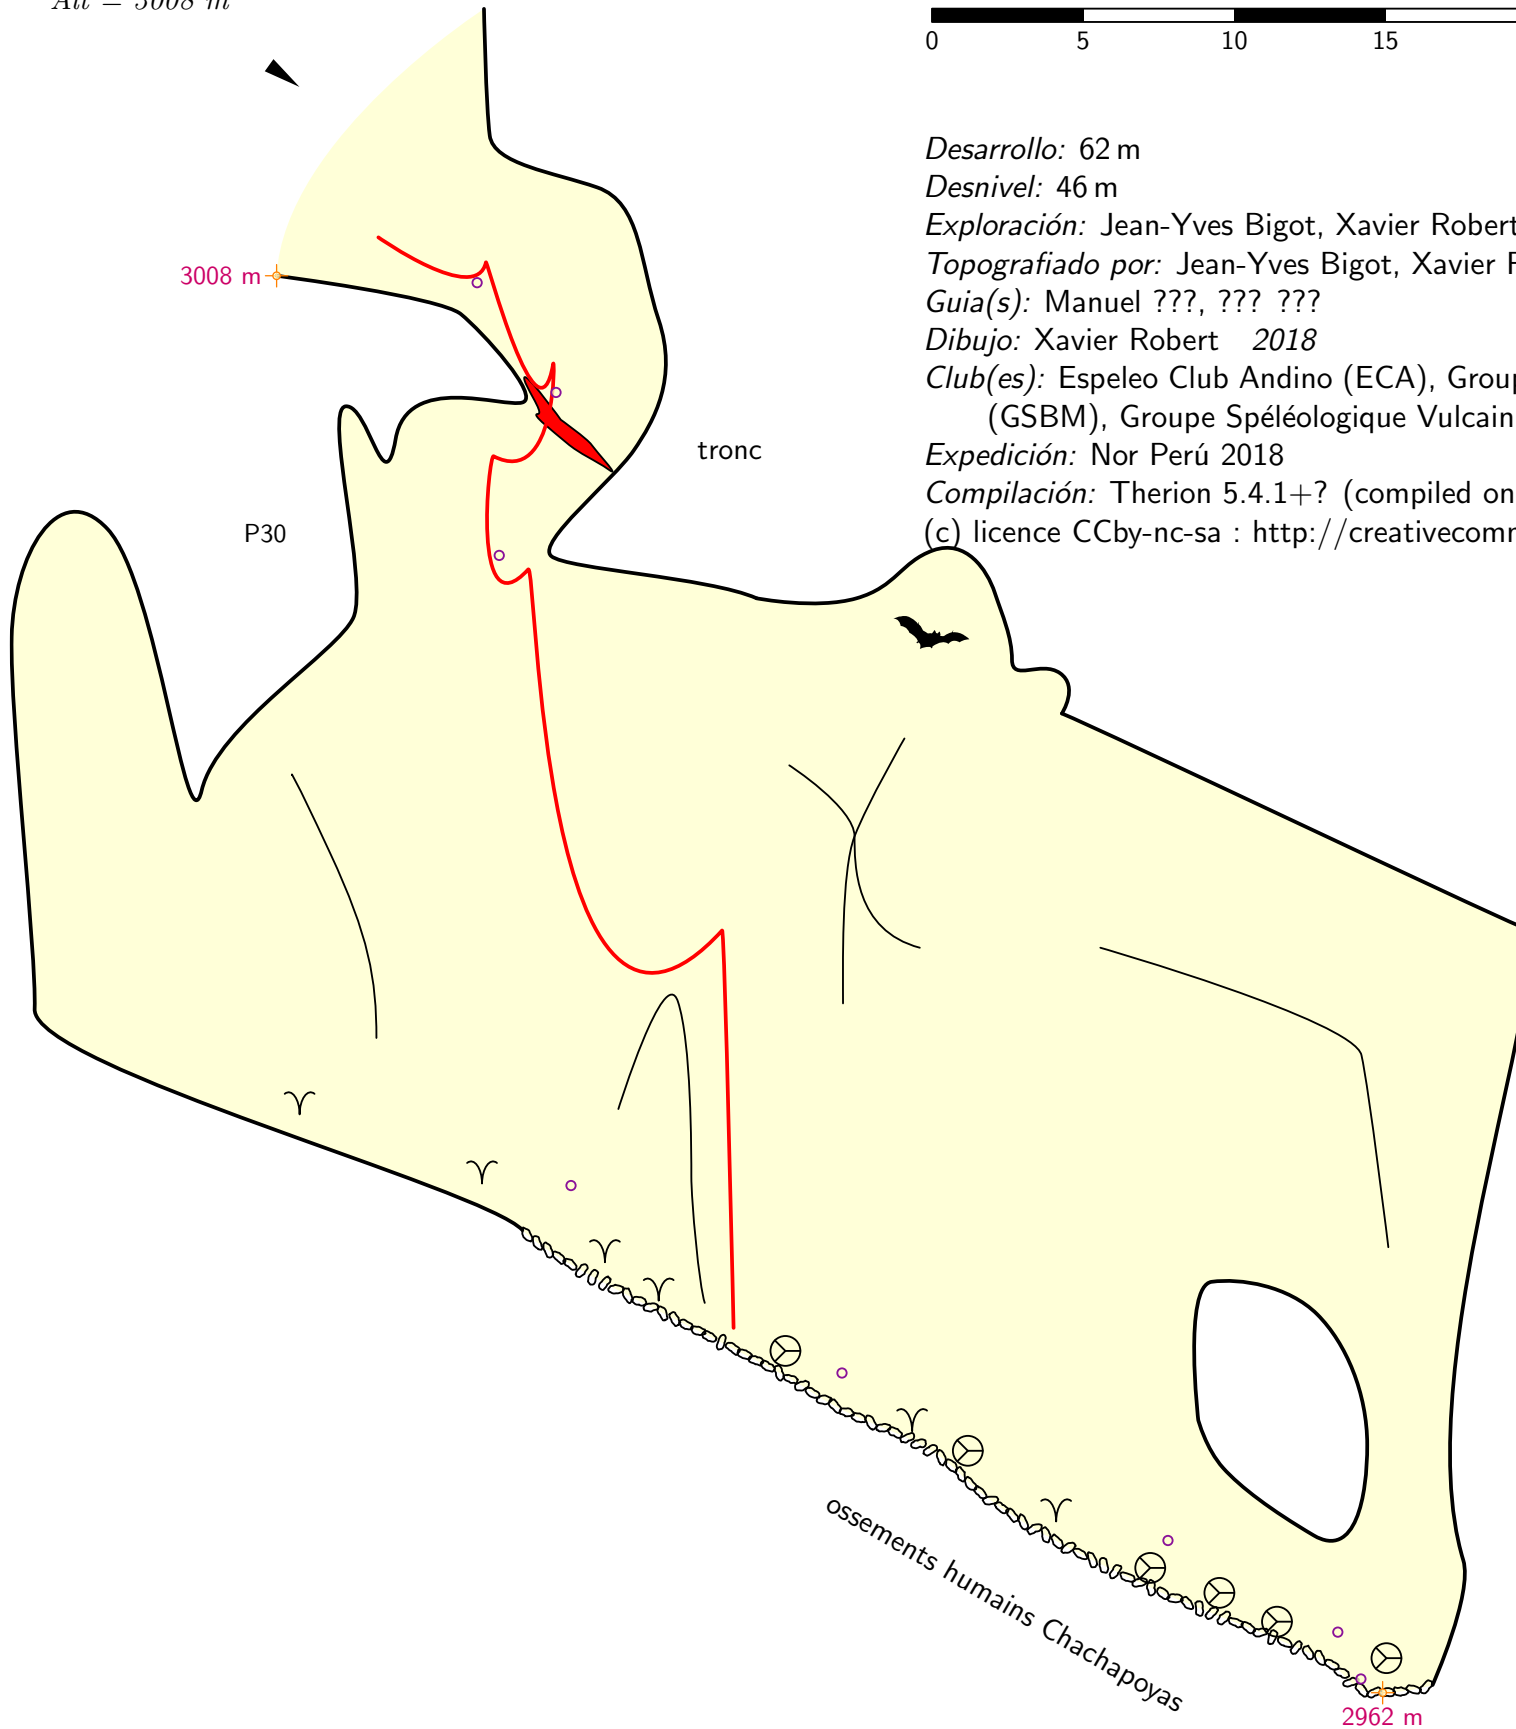 Alt = 3008 m
0 5 10 15
Desarrollo: 62 m
Desnivel: 46 m
Exploración: Jean-Yves Bigot, Xavier Robert
Topografiado por: Jean-Yves Bigot, Xavier
Guia(s): Manuel ???, ??? ???
Dibujo: Xavier Robert 2018
Club(es): Espeleo Club Andino (ECA), Group
(GSBM), Groupe Spéléologique Vulcain
Expedición: Nor Perú 2018
Compilación: Therion 5.4.1+? (compiled on
(c) licence CCby-nc-sa : http://creativecomm
3008 m
tronc
P30
ossements humains Chachapoyas
2962 m